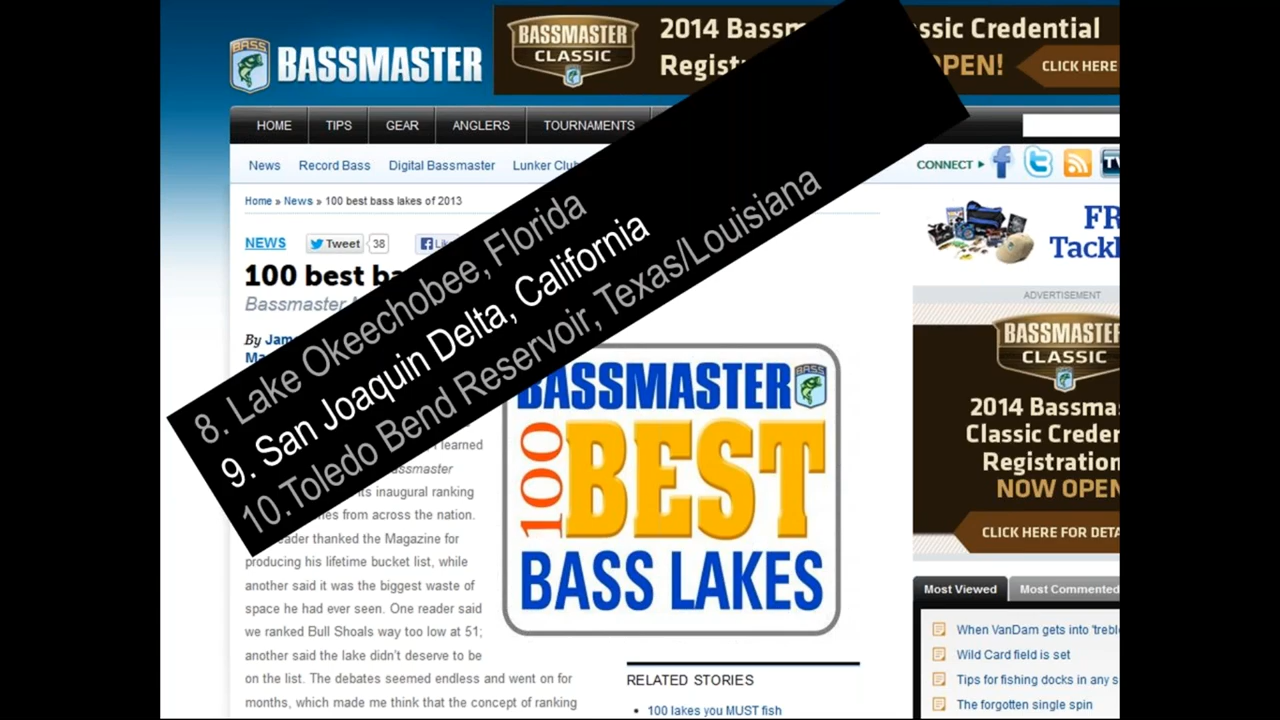 BASS
BASSMASTER
BASSMASTER
CLASSIC
2014 Bassm ssic Credential
Regist OPEN!
CLICK HERE
HOME TIPS GEAR ANGLERS TOURNAMENTS
News Record Bass Digital Bassmaster Lunker Club
CONNECT
Home » News » 100 best bass lakes of 2013
NEWS Tweet 38
100 best ba
Bassmaster
By
8. Lake Okeechobee, Florida
9. San Joaquin Delta, California
10.Toledo Bend Reservoir, Texas/Louisiana
learned
its inaugural ranking
from across the nation.
thanked the Magazine for
producing his lifetime bucket list, while
another said it was the biggest waste of
space he had ever seen. One reader said
we ranked Bull Shoals way too low at 51;
another said the lake didn't deserve to be
on the list. The debates seemed endless and went on for
months, which made me think that the concept of ranking
BASSMASTER
100 BEST
BASS LAKES
RELATED STORIES
100 lakes you MUST fish
FR
Tackl
ADVERTISEMENT
BASSMASTER
CLASSIC
2014 Bassma
Classic Creden
Registration
NOW OPEN
CLICK HERE FOR DETA
Most Viewed Most Commented
When VanDam gets into 'trebl
Wild Card field is set
Tips for fishing docks in any s
The forgotten single spin